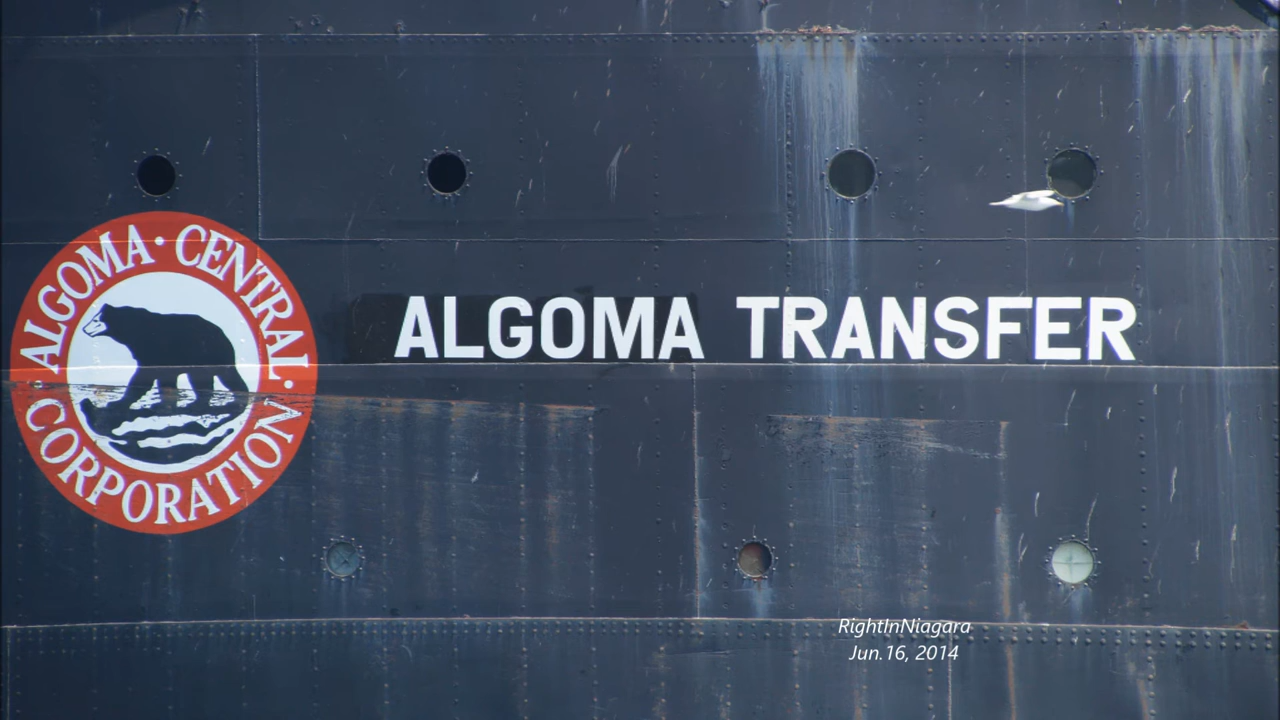 ALGOMA · CENTRAL ·
CORPORATION
ALGOMA TRANSFER
RightInNiagara
Jun.16, 2014